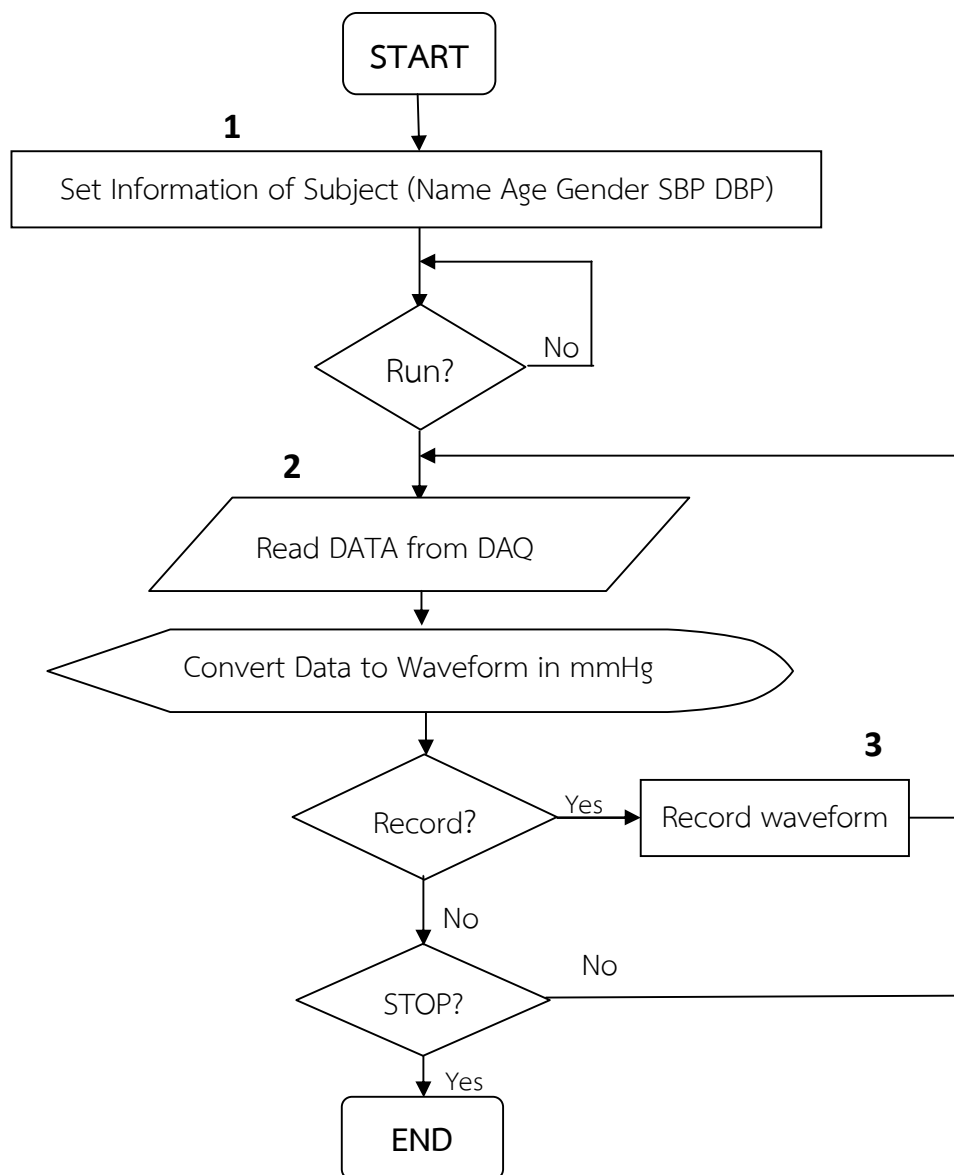 START
1
Set Information of Subject (Name Age Gender SBP DBP)
No
Run?
2
Read DATA from DAQ
Convert Data to Waveform in mmHg
3
Record?
Yes
Record waveform
No
No
STOP?
Yes
END